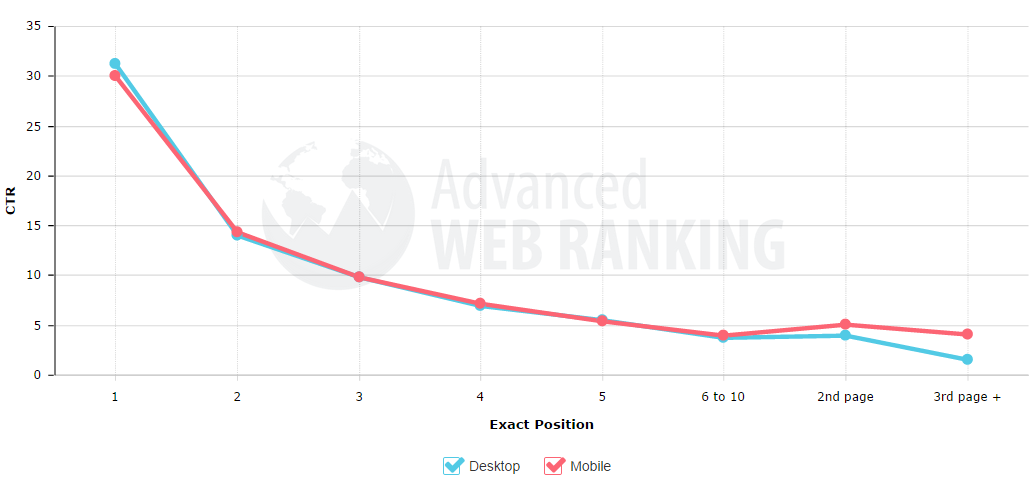 35
30
25
20
15
10
5
0
CTR
Advanced
WEB RANKING
1 2 3 4 5 6 to 10 2nd page 3rd page +
Exact Position
Desktop Mobile